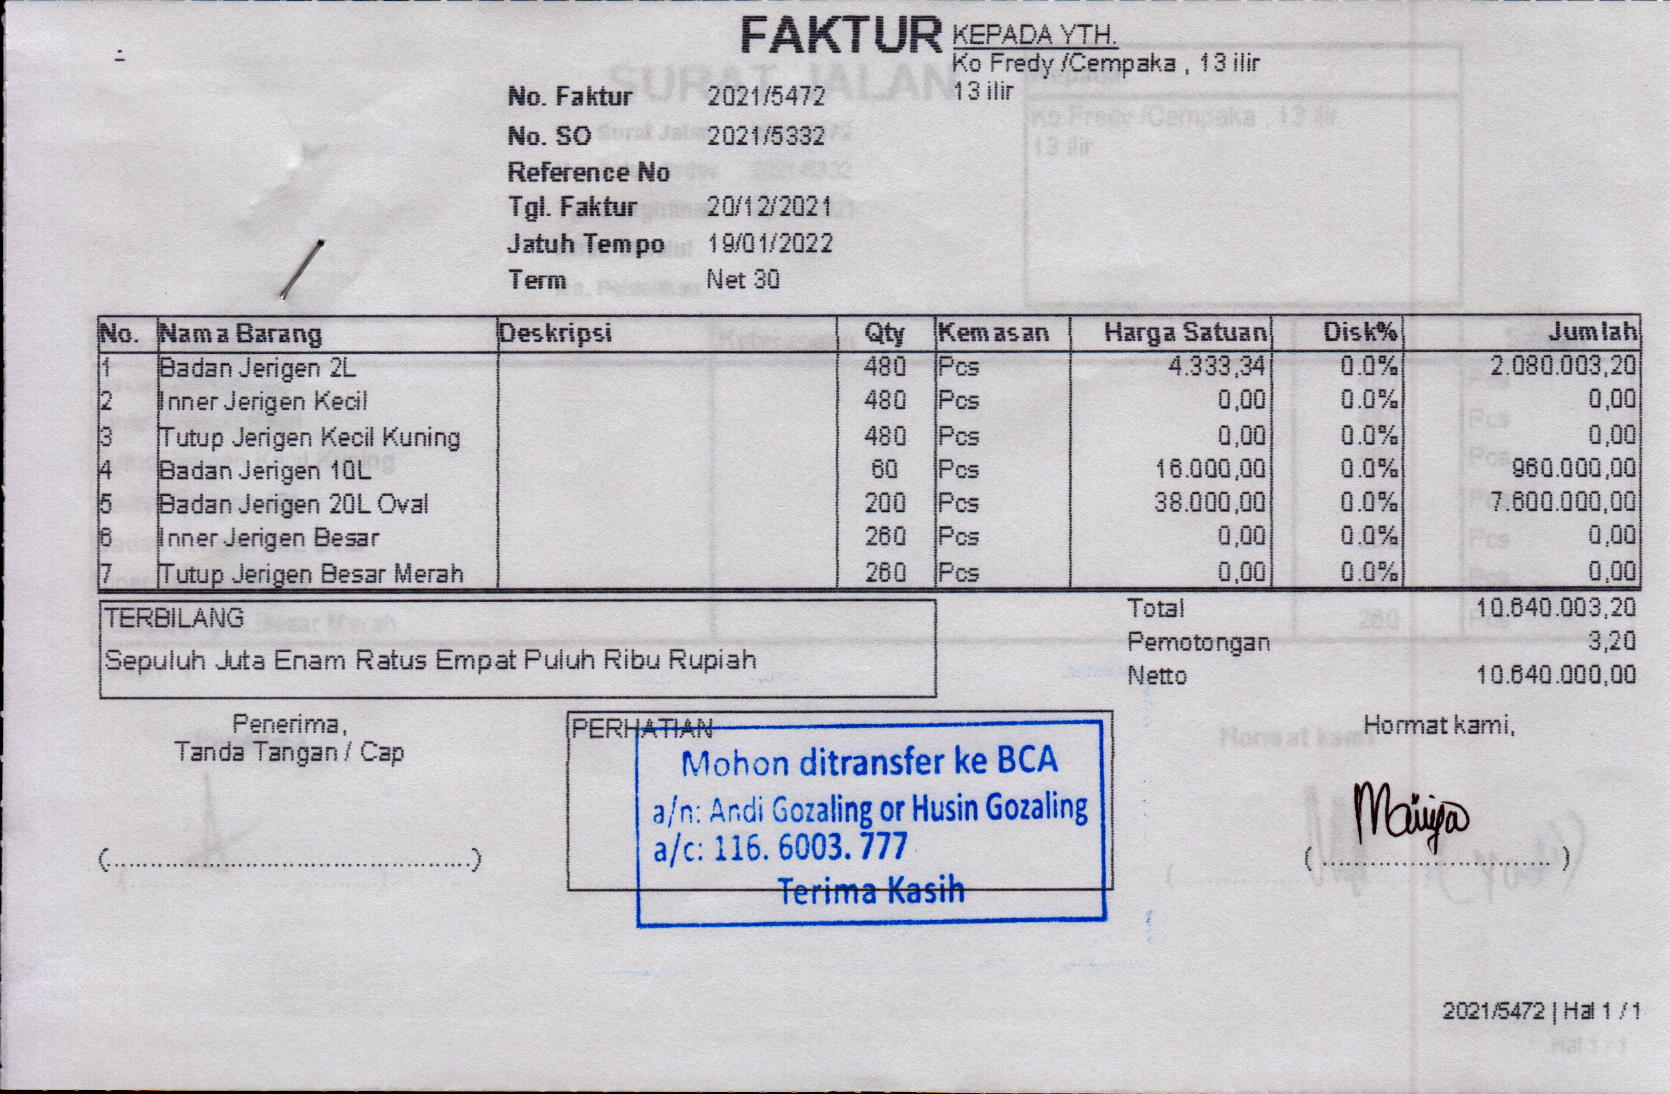 FAKTUR
KEPADA YTH.
Ko Fredy /Cempaka , 13 ilir
13 ilir
No. Faktur 2021/5472
No. SO 2021/5332
Reference No
Tgl. Faktur 20/12/2021
Jatuh Tempo 19/01/2022
Term Net 30
No. Nama Barang Deskripsi Qty Kemasan Harga Satuan Disk% Jumlah
1 Badan Jerigen 2L 480 Pcs 4.333,34 0.0% 2.080.003,20
2 Inner Jerigen Kecil 480 Pcs 0,00 0.0% 0,00
3 Tutup Jerigen Kecil Kuning 480 Pcs 0,00 0.0% 0,00
4 Badan Jerigen 10L 60 Pcs 16.000,00 0.0% 960.000,00
5 Badan Jerigen 20L Oval 200 Pcs 38.000,00 0.0% 7.600.000,00
6 Inner Jerigen Besar 260 Pcs 0,00 0.0% 0,00
7 Tutup Jerigen Besar Merah 260 Pcs 0,00 0.0% 0,00
TERBILANG
Sepuluh Juta Enam Ratus Empat Puluh Ribu Rupiah
Total 10.640.003,20
Pemotongan 3,20
Netto 10.640.000,00
Penerima,
Tanda Tangan / Cap
PERHATIAN
Mohon ditransfer ke BCA
a/n: Andi Gozaling or Husin Gozaling
a/c: 116. 6003. 777
Terima Kasih
Hormat kami,
2021/5472 | Hal 1 / 1